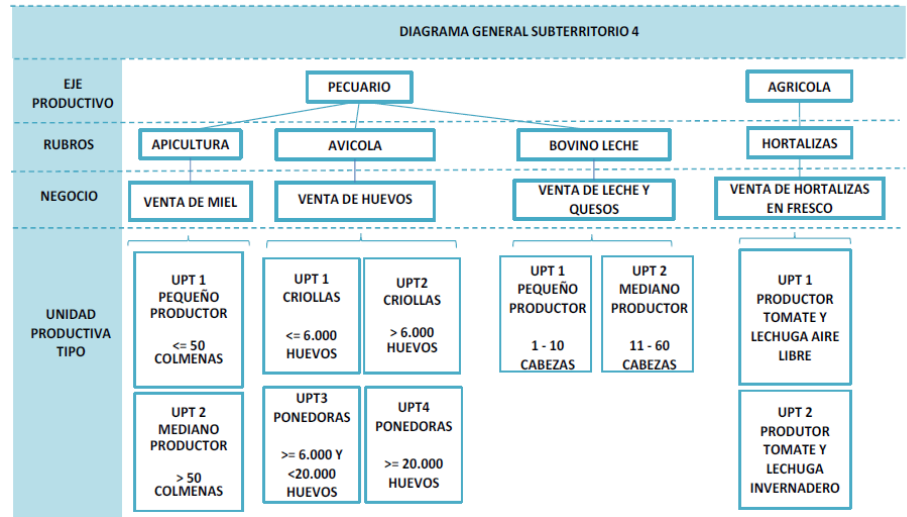 DIAGRAMA GENERAL SUBTERRITORIO 4
EJE
PRODUCTIVO
PECUARIO
AGRICOLA
RUBROS
APICULTURA
AVICOLA
BOVINO LECHE
HORTALIZAS
NEGOCIO
VENTA DE MIEL
VENTA DE HUEVOS
VENTA DE LECHE Y
QUESOS
VENTA DE HORTALIZAS
EN FRESCO
UNIDAD
PRODUCTIVA
TIPO
UPT 1
PEQUEÑO
PRODUCTOR
<= 50
COLMENAS
UPT 2
MEDIANO
PRODUCTOR
> 50
COLMENAS
UPT 1
CRIOLLAS
<= 6.000
HUEVOS
UPT2
CRIOLLAS
> 6.000
HUEVOS
UPT3
PONEDORAS
>= 6.000 Y
<20.000
HUEVOS
UPT4
PONEDORAS
>= 20.000
HUEVOS
UPT 1
PEQUEÑO
PRODUCTOR
1 - 10
CABEZAS
UPT 2
MEDIANO
PRODUCTOR
11 - 60
CABEZAS
UPT 1
PRODUCTOR
TOMATE Y
LECHUGA AIRE
LIBRE
UPT 2
PRODUTOR
TOMATE Y
LECHUGA
INVERNADERO